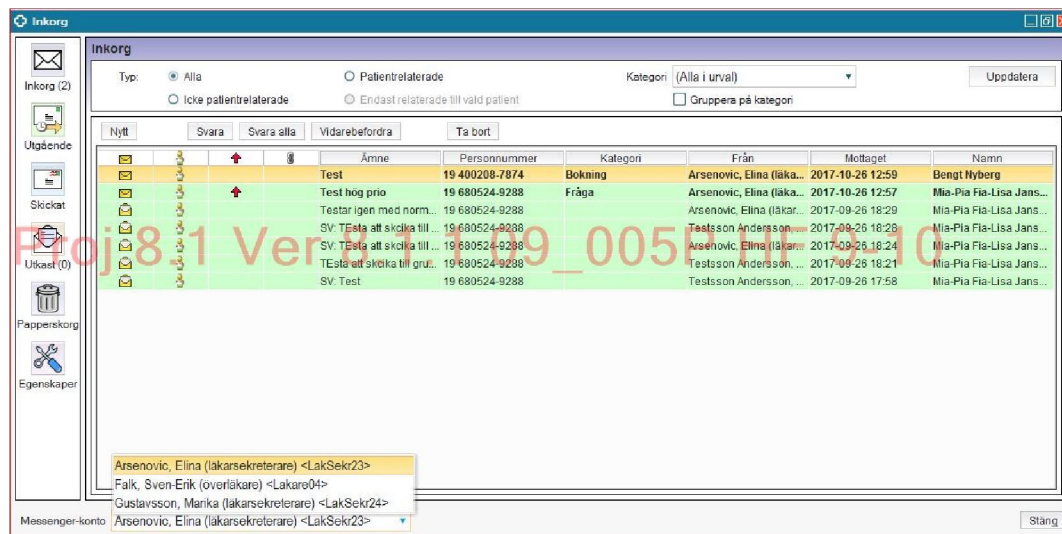 Inkorg
Inkorg
Typ: Alla Patientrelaterade Kategori (Alla i urval) Uppdatera
Icke patientrelaterade Endast relaterade till vald patient Gruppera på kategori
Nytt Svara Svara alla Vidarebefordra Ta bort
Ämne Personnummer Kategori Från Mottaget Namn
Test 19 400208-7874 Bokning Arsenovic, Elina (läka... 2017-10-26 12:59 Bengt Nyberg
Test hög prio 19 680524-9288 Fråga Arsenovic, Elina (läka... 2017-10-26 12:57 Mia-Pia Fia-Lisa Jans...
Testar igen med norm... 19 680524-9288 Arsenovic, Elina (läkar... 2017-09-26 18:29 Mia-Pia Fia-Lisa Jans...
SV: TEsta att skcika till ... 19 680524-9288 Testsson Andersson, ... 2017-09-26 18:28 Mia-Pia Fia-Lisa Jans...
SV: TEsta att skcika till ... 19 680524-9288 Arsenovic, Elina (läkar... 2017-09-26 18:24 Mia-Pia Fia-Lisa Jans...
TEsta att skcika till gru... 19 680524-9288 Testsson Andersson, ... 2017-09-26 18:21 Mia-Pia Fia-Lisa Jans...
SV: Test 19 680524-9288 Testsson Andersson, ... 2017-09-26 17:58 Mia-Pia Fia-Lisa Jans...
Proj 8.1 Ver 8.1.1.09_005P HF 9-10
Inkorg (2)
Utgående
Skickat
Utkast (0)
Papperskorg
Egenskaper
Arsenovic, Elina (läkarsekreterare) <LakSekr23>
Falk, Sven-Erik (överläkare) <Lakare04>
Gustavsson, Marika (läkarsekreterare) <LakSekr24>
Messenger-konto Arsenovic, Elina (läkarsekreterare) <LakSekr23> Stäng